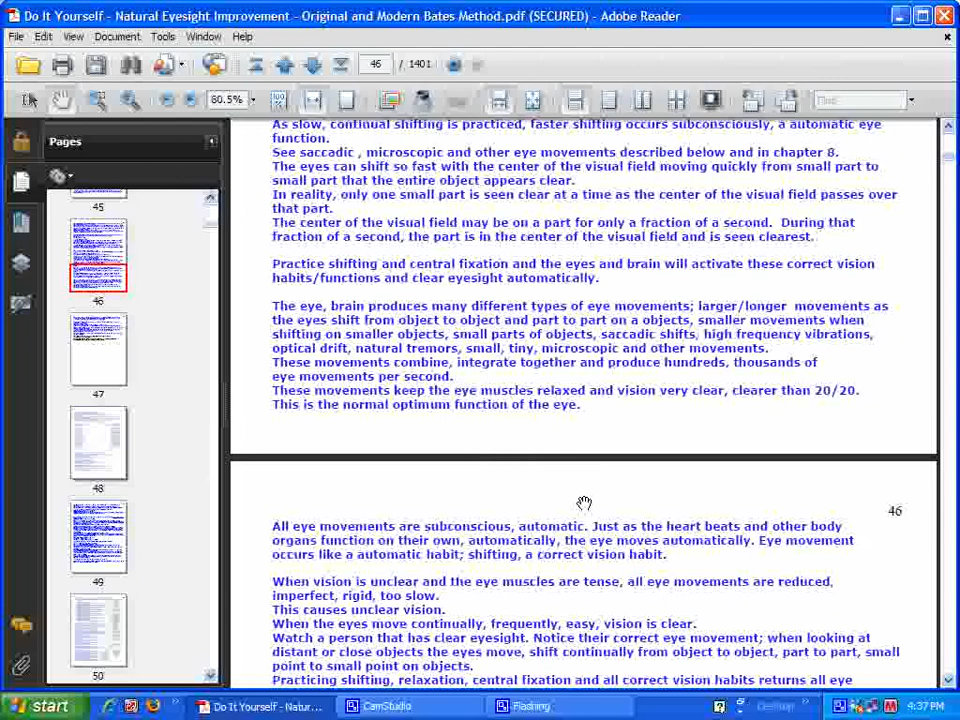 Do It Yourself - Natural Eyesight Improvement - Original and Modern Bates Method.pdf (SECURED) - Adobe Reader
File Edit View Document Tools Window Help
46 / 1401
80.5%
Find
Pages
45
46
47
48
49
50
As slow, continual shifting is practiced, faster shifting occurs subconsciously, a automatic eye
function.
See saccadic , microscopic and other eye movements described below and in chapter 8.
The eyes can shift so fast with the center of the visual field moving quickly from small part to
small part that the entire object appears clear.
In reality, only one small part is seen clear at a time as the center of the visual field passes over
that part.
The center of the visual field may be on a part for only a fraction of a second.  During that
fraction of a second, the part is in the center of the visual field and is seen clearest.
Practice shifting and central fixation and the eyes and brain will activate these correct vision
habits/functions and clear eyesight automatically.
The eye, brain produces many different types of eye movements; larger/longer  movements as
the eyes shift from object to object and part to part on a objects, smaller movements when
shifting on smaller objects, small parts of objects, saccadic shifts, high frequency vibrations,
optical drift, natural tremors, small, tiny, microscopic and other movements.
These movements combine, integrate together and produce hundreds, thousands of
eye movements per second.
These movements keep the eye muscles relaxed and vision very clear, clearer than 20/20.
This is the normal optimum function of the eye.
46
All eye movements are subconscious, automatic. Just as the heart beats and other body
organs function on their own, automatically, the eye moves automatically. Eye movement
occurs like a automatic habit; shifting, a correct vision habit.
When vision is unclear and the eye muscles are tense, all eye movements are reduced,
imperfect, rigid, too slow.
This causes unclear vision.
When the eyes move continually, frequently, easy, vision is clear.
Watch a person that has clear eyesight. Notice their correct eye movement; when looking at
distant or close objects the eyes move, shift continually from object to object, part to part, small
point to small point on objects.
Practicing shifting, relaxation, central fixation and all correct vision habits returns all eye
start
Do It Yourself - Natur...
CamStudio
Flashing
Desktop
4:37 PM